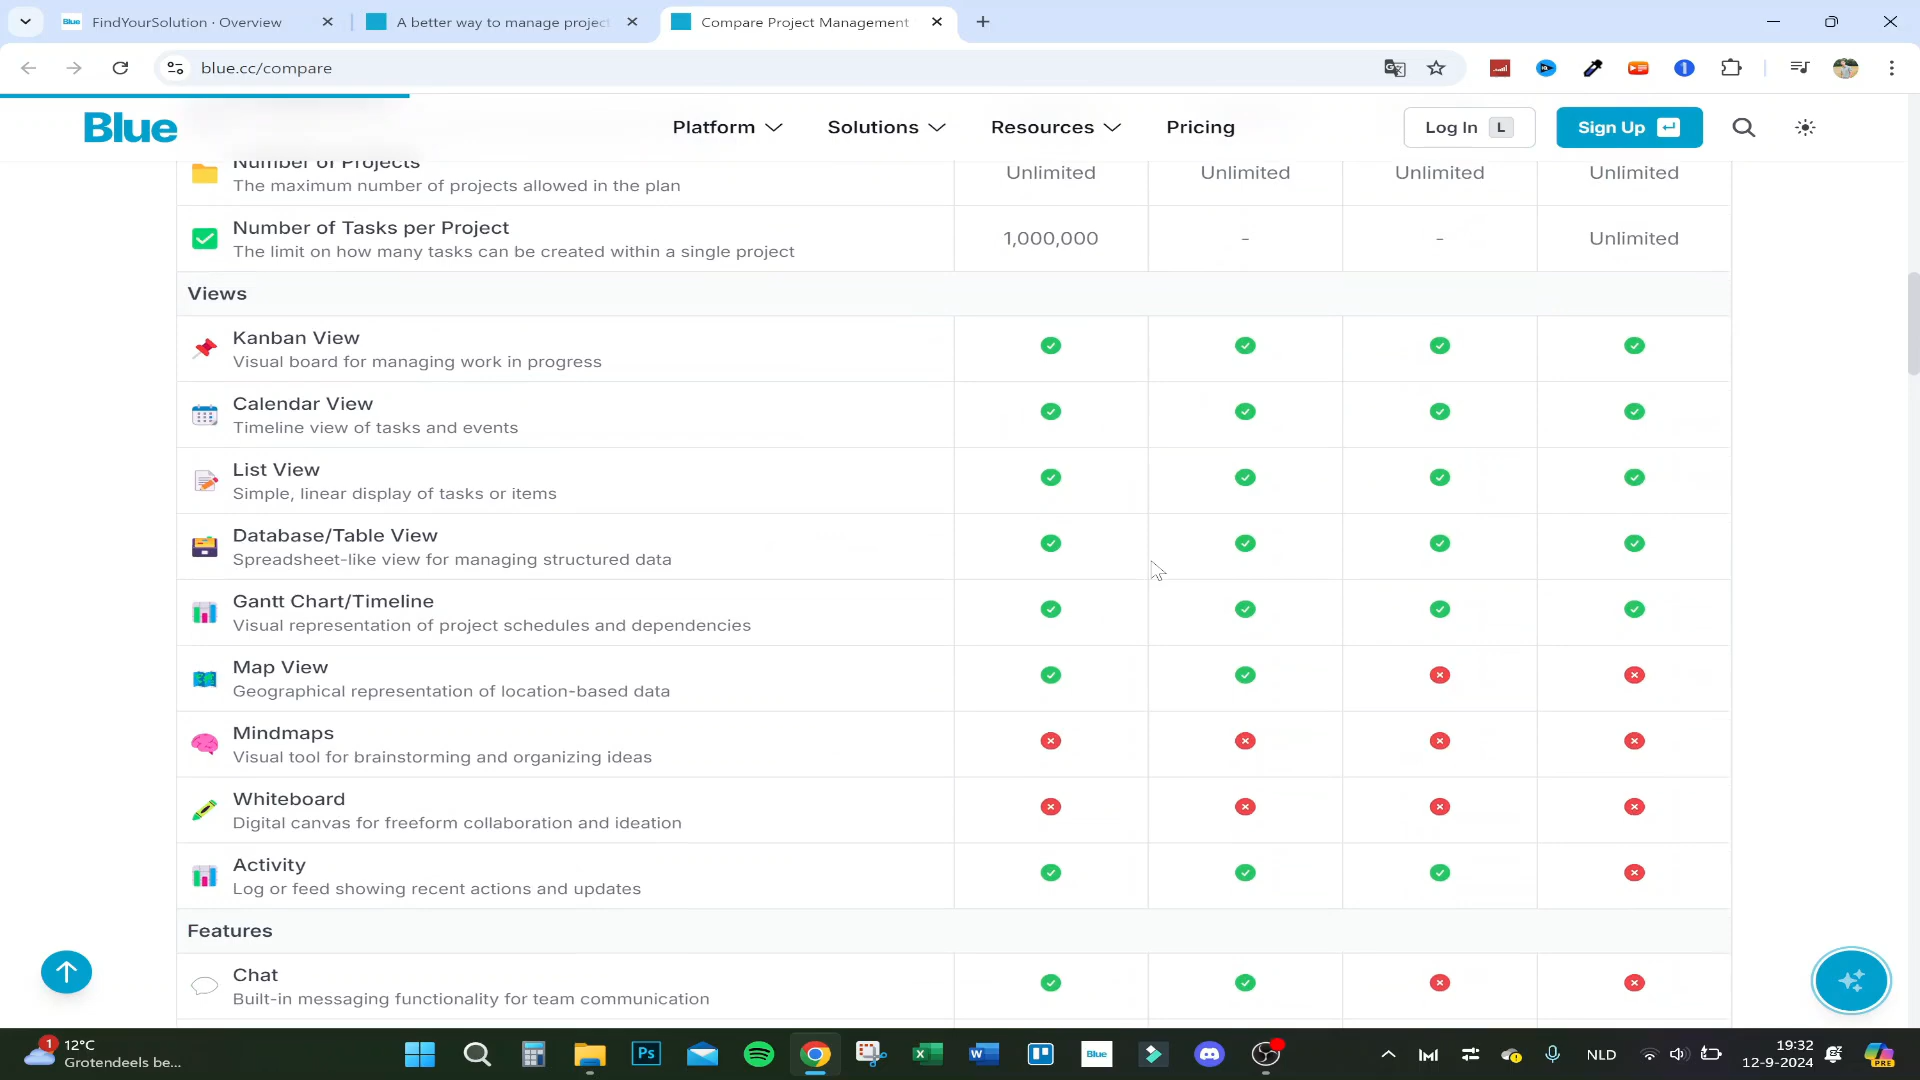 Blue FindYourSolution · Overview
A better way to manage project
Compare Project Management
blue.cc/compare
Blue
Platform
Solutions
Resources
Pricing
Log In L
Sign Up
Number of Projects
The maximum number of projects allowed in the plan
Unlimited Unlimited Unlimited Unlimited
Number of Tasks per Project
The limit on how many tasks can be created within a single project
1,000,000 - - Unlimited
Views
Kanban View
Visual board for managing work in progress
Calendar View
Timeline view of tasks and events
List View
Simple, linear display of tasks or items
Database/Table View
Spreadsheet-like view for managing structured data
Gantt Chart/Timeline
Visual representation of project schedules and dependencies
Map View
Geographical representation of location-based data
Mindmaps
Visual tool for brainstorming and organizing ideas
Whiteboard
Digital canvas for freeform collaboration and ideation
Activity
Log or feed showing recent actions and updates
Features
Chat
Built-in messaging functionality for team communication
1
12°C
Grotendeels be...
Ps
Blue
NLD
19:32
12-9-2024
PRE